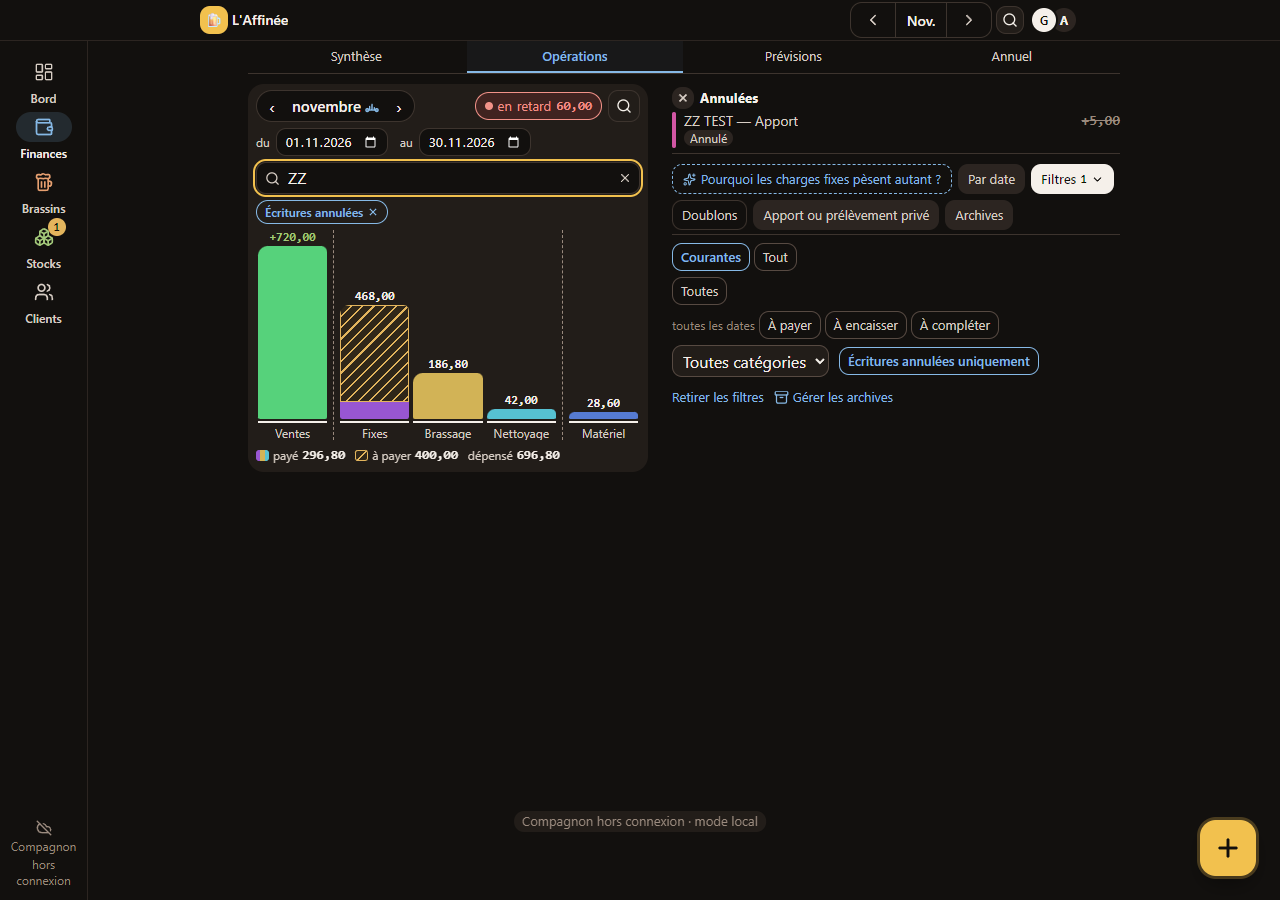 L'Affinée
Nov.
G A
Bord
Finances
Brassins
1
Stocks
Clients
Compagnon
hors
connexion
Synthèse
Opérations
Prévisions
Annuel
novembre
en retard 60,00
du 01.11.2026 au 30.11.2026
ZZ
Écritures annulées ✕
+720,00
468,00
186,80
42,00
28,60
Ventes
Fixes
Brassage
Nettoyage
Matériel
payé 296,80 à payer 400,00 dépensé 696,80
Annulées
ZZ TEST — Apport +5,00
Annulé
Pourquoi les charges fixes pèsent autant ?
Par date
Filtres 1
Doublons
Apport ou prélèvement privé
Archives
Courantes
Tout
Toutes
toutes les dates À payer À encaisser À compléter
Toutes catégories
Écritures annulées uniquement
Retirer les filtres Gérer les archives
Compagnon hors connexion · mode local
+